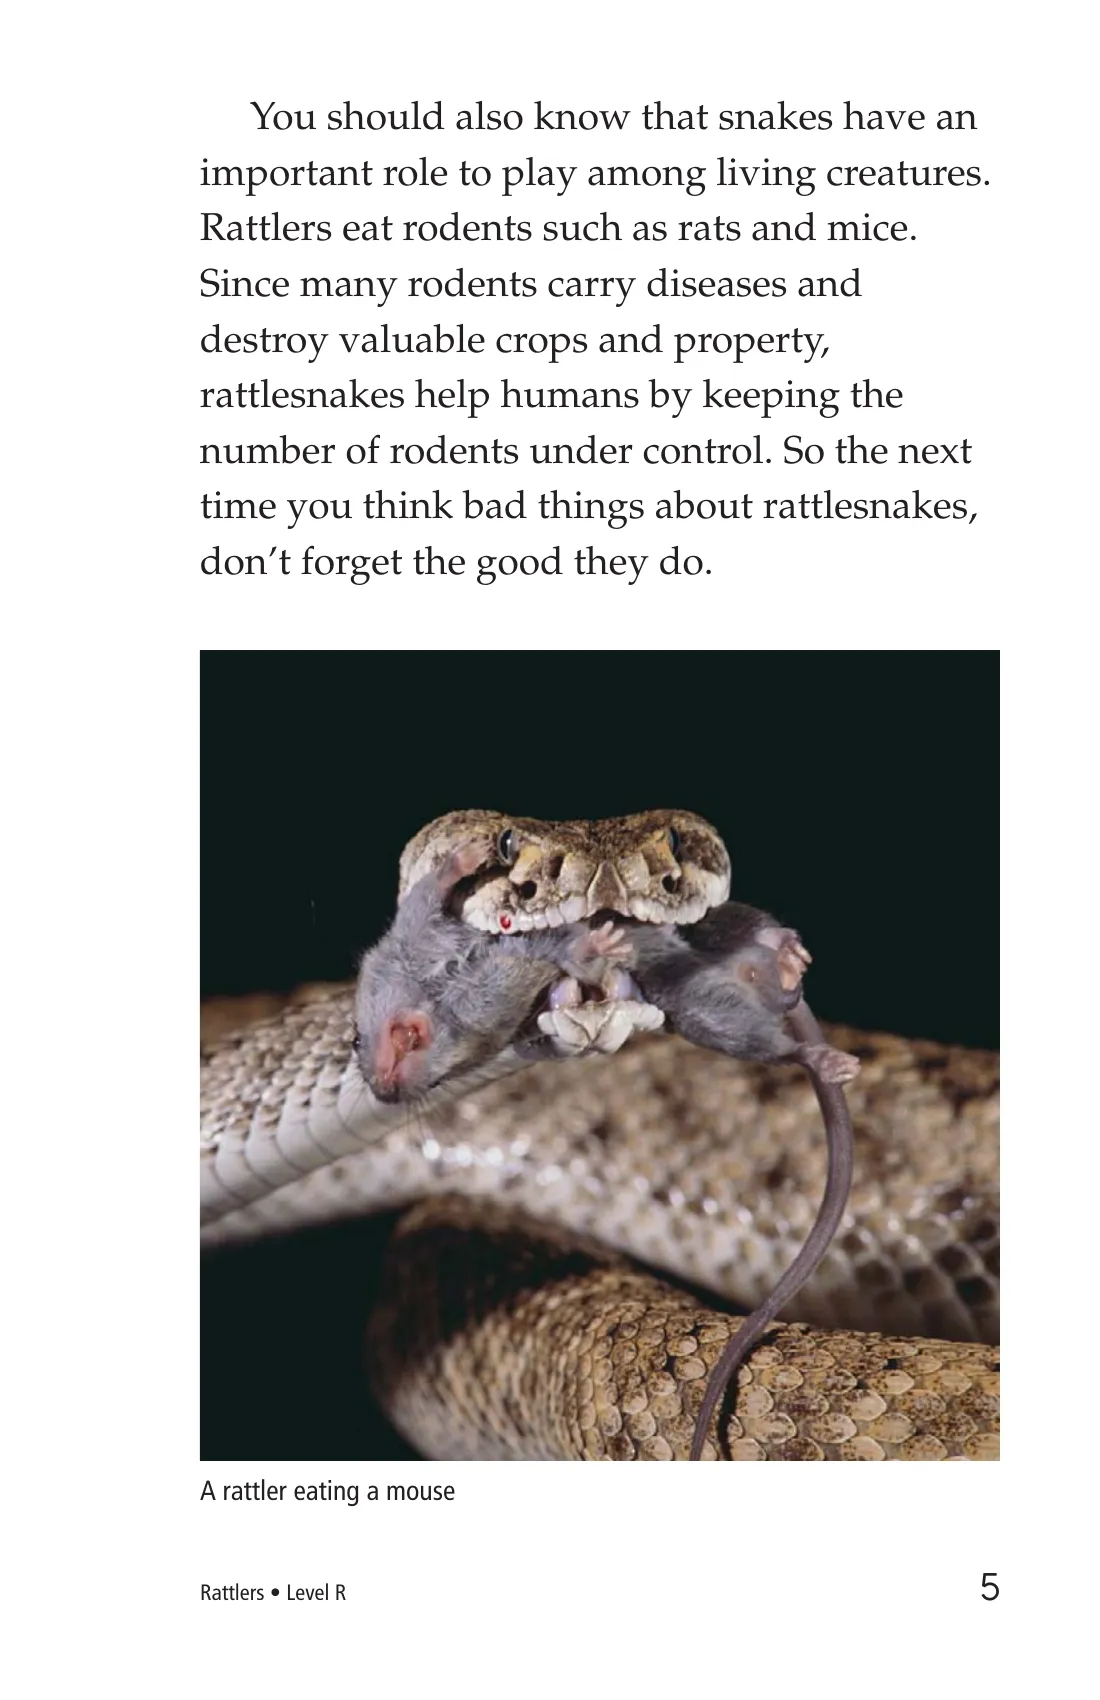 You should also know that snakes have an
important role to play among living creatures.
Rattlers eat rodents such as rats and mice.
Since many rodents carry diseases and
destroy valuable crops and property,
rattlesnakes help humans by keeping the
number of rodents under control. So the next
time you think bad things about rattlesnakes,
don’t forget the good they do.
A rattler eating a mouse
Rattlers • Level R
5